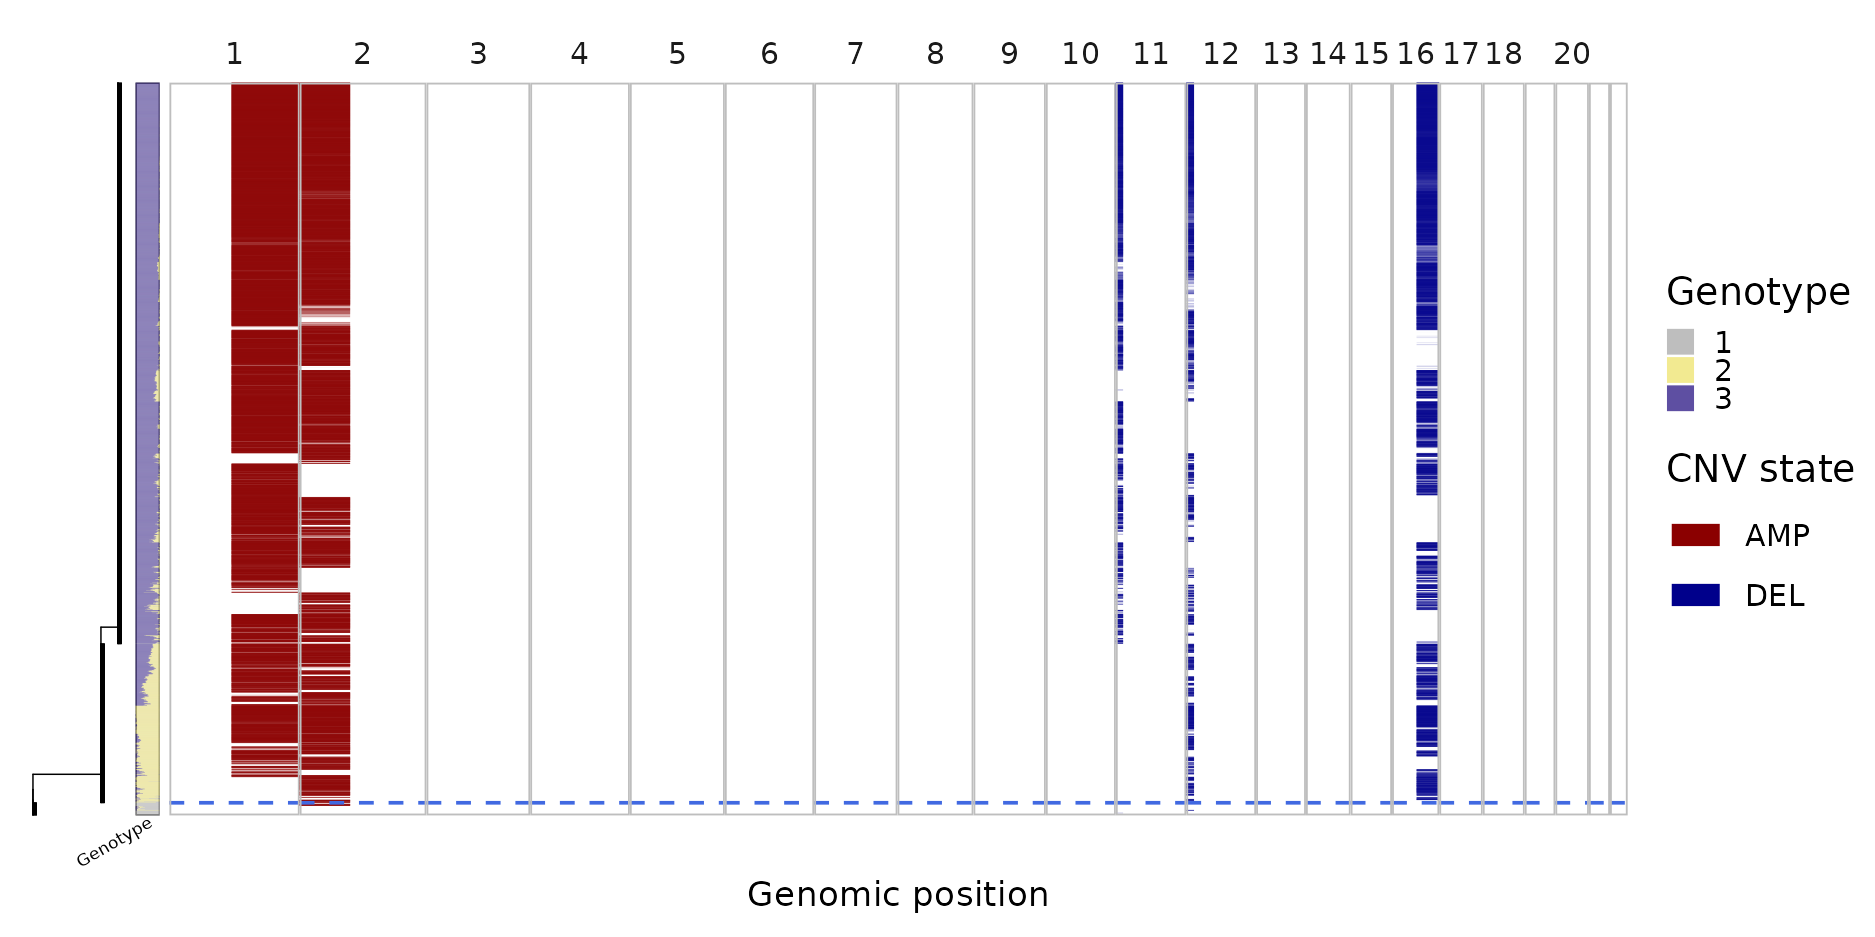 1 2 3 4 5 6 7 8 9 10 11 12 13 14 15 16 17 18 20
Genotype
1
2
3
CNV state
AMP
DEL
Genotype
Genomic position